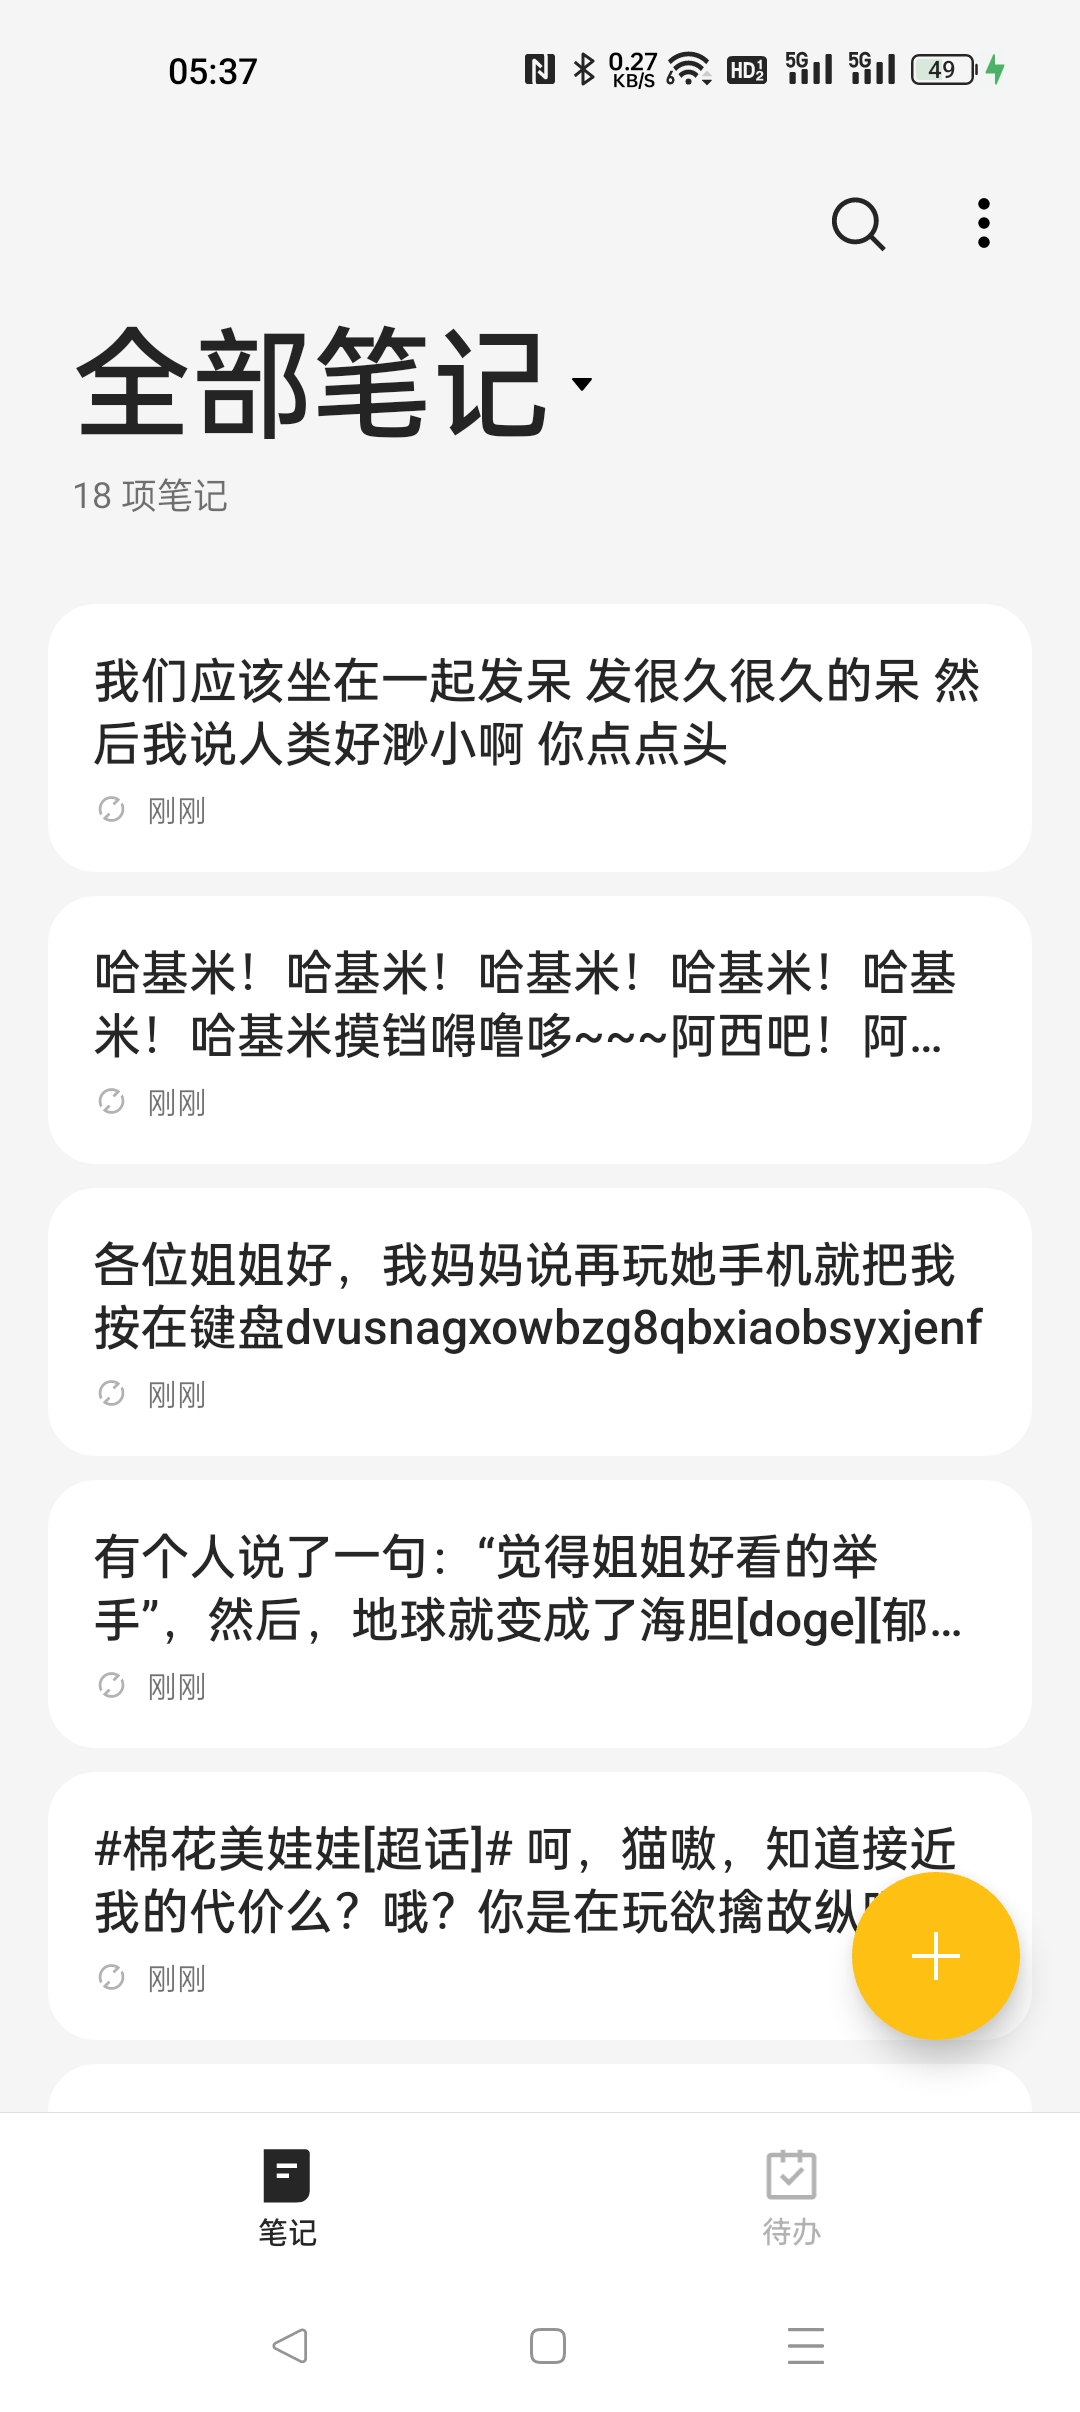 05:37
0.27
KB/S
6
HD 1 2
5G
5G
49
全部笔记
18 项笔记
我们应该坐在一起发呆 发很久很久的呆 然
后我说人类好渺小啊 你点点头
刚刚
哈基米！哈基米！哈基米！哈基米！哈基
米！哈基米摸铛嘚噜哆~~~阿西吧！阿...
刚刚
各位姐姐好，我妈妈说再玩她手机就把我
按在键盘dvusnagxowbzg8qbxiaobsyxjenf
刚刚
有个人说了一句：“觉得姐姐好看的举
手”，然后，地球就变成了海胆[doge][郁...
刚刚
#棉花美娃娃[超话]# 呵，猫嗷，知道接近
我的代价么？哦？你是在玩欲擒故纵
刚刚
笔记
待办